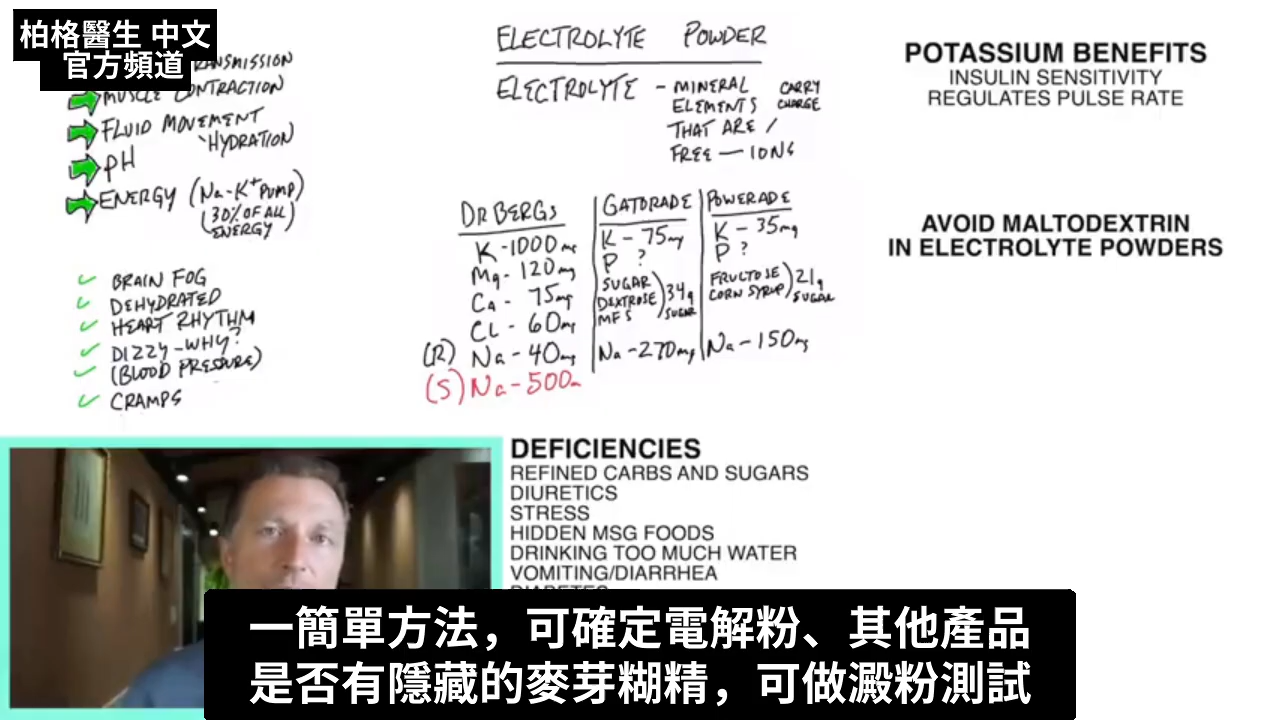 柏格醫生 中文
官方頻道
RANSMISSION
MUSCLE CONTRACTION
FLUID MOVEMENT
HYDRATION
PH
ENERGY (Na-K+ PUMP)
(30% OF ALL
ENERGY)
BRAIN FOG
DEHYDRATED
HEART RHYTHM
DIZZY-WHY?
(BLOOD PRESSURE)
CRAMPS
ELECTROLYTE POWDER
ELECTROLYTE - MINERAL CARRY
ELEMENTS CHARGE
THAT ARE /
FREE — IONS
DR BERGS
K -1000mg
Mg- 120mg
Ca - 75mg
CL - 60mg
(R) Na - 40mg
(S) Na - 500m
GATORADE
K - 75mg
P ?
SUGAR
DEXTROSE
MFS
) 34g
SUGAR
Na - 270mg
POWERADE
K - 35mg
P ?
FRUCTOSE
CORN SYRUP
) 21g
SUGAR
Na - 150mg
POTASSIUM BENEFITS
INSULIN SENSITIVITY
REGULATES PULSE RATE
AVOID MALTODEXTRIN
IN ELECTROLYTE POWDERS
DEFICIENCIES
REFINED CARBS AND SUGARS
DIURETICS
STRESS
HIDDEN MSG FOODS
DRINKING TOO MUCH WATER
VOMITING/DIARRHEA
DIABETES
一簡單方法，可確定電解粉、其他產品
是否有隱藏的麥芽糊精，可做澱粉測試